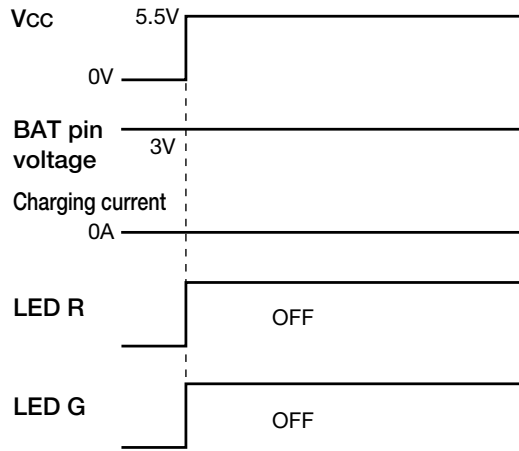 Vcc
5.5V
0V
BAT pin
voltage
3V
Charging current
0A
LED R
OFF
LED G
OFF